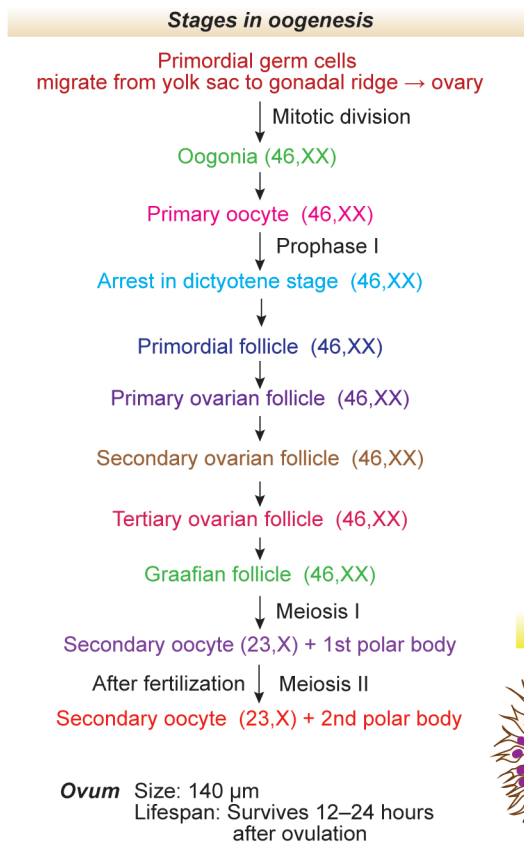 Stages in oogenesis
Primordial germ cells
migrate from yolk sac to gonadal ridge → ovary
Mitotic division
Oogonia (46,XX)
Primary oocyte (46,XX)
Prophase I
Arrest in dictyotene stage (46,XX)
Primordial follicle (46,XX)
Primary ovarian follicle (46,XX)
Secondary ovarian follicle (46,XX)
Tertiary ovarian follicle (46,XX)
Graafian follicle (46,XX)
Meiosis I
Secondary oocyte (23,X) + 1st polar body
After fertilization Meiosis II
Secondary oocyte (23,X) + 2nd polar body
Ovum Size: 140 µm
Lifespan: Survives 12–24 hours
after ovulation